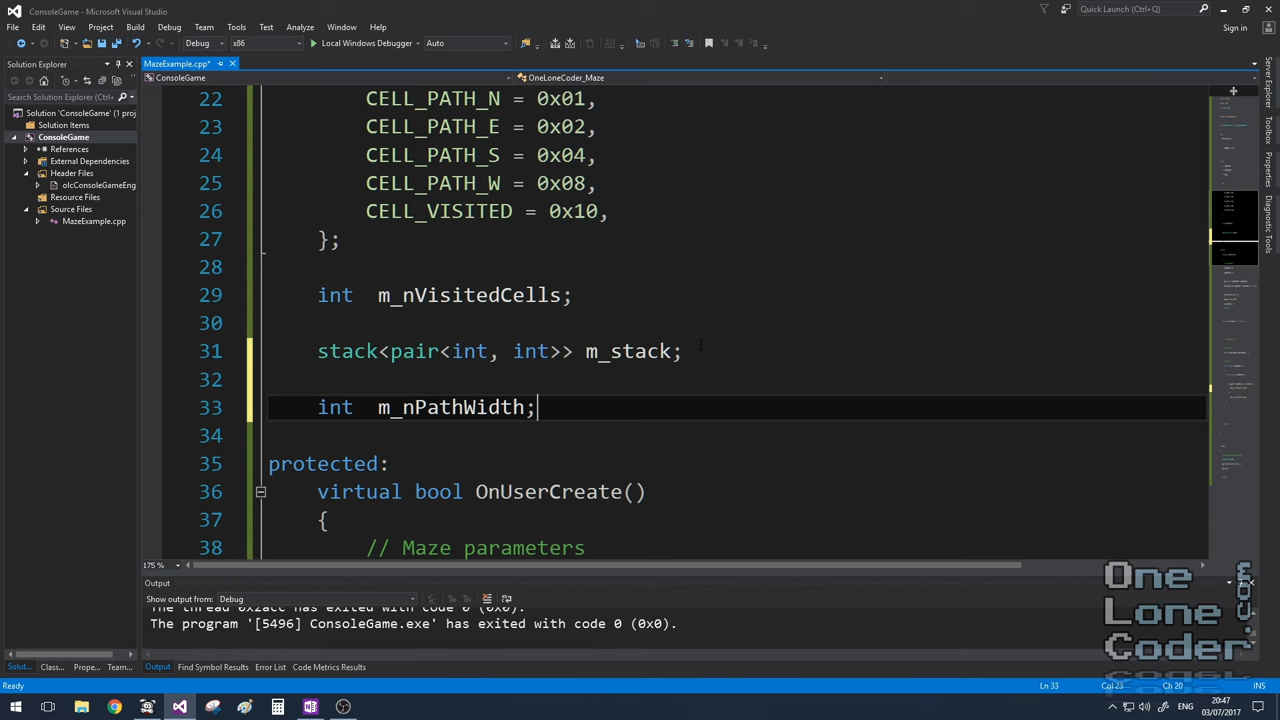 ConsoleGame - Microsoft Visual Studio
Quick Launch (Ctrl+Q)
File Edit View Project Build Debug Team Tools Test Analyze Window Help
Sign in
Debug x86 Local Windows Debugger Auto
Solution Explorer
MazeExample.cpp*
ConsoleGame
OneLoneCoder_Maze
Search Solution Explorer (Ctrl+
Solution 'ConsoleGame' (1 proj
Solution Items
ConsoleGame
References
External Dependencies
Header Files
olcConsoleGameEng
Resource Files
Source Files
MazeExample.cpp
22 CELL_PATH_N = 0x01,
23 CELL_PATH_E = 0x02,
24 CELL_PATH_S = 0x04,
25 CELL_PATH_W = 0x08,
26 CELL_VISITED = 0x10,
27 };
28
29 int m_nVisitedCells;
30
31 stack<pair<int, int>> m_stack;
32
33 int m_nPathWidth;
34
35 protected:
36 virtual bool OnUserCreate()
37 {
38 // Maze parameters
Server Explorer
Properties
Diagnostic Tools
175 %
Output
Show output from: Debug
The thread 0x2acc has exited with code 0 (0x0).
The program '[5496] ConsoleGame.exe' has exited with code 0 (0x0).
One
Lone
Coder
.com
Solut... Class... Prope... Team...
Output Find Symbol Results Error List Code Metrics Results
Ready
Ln 33 Col 23 Ch 20 INS
ENG
20:47
03/07/2017